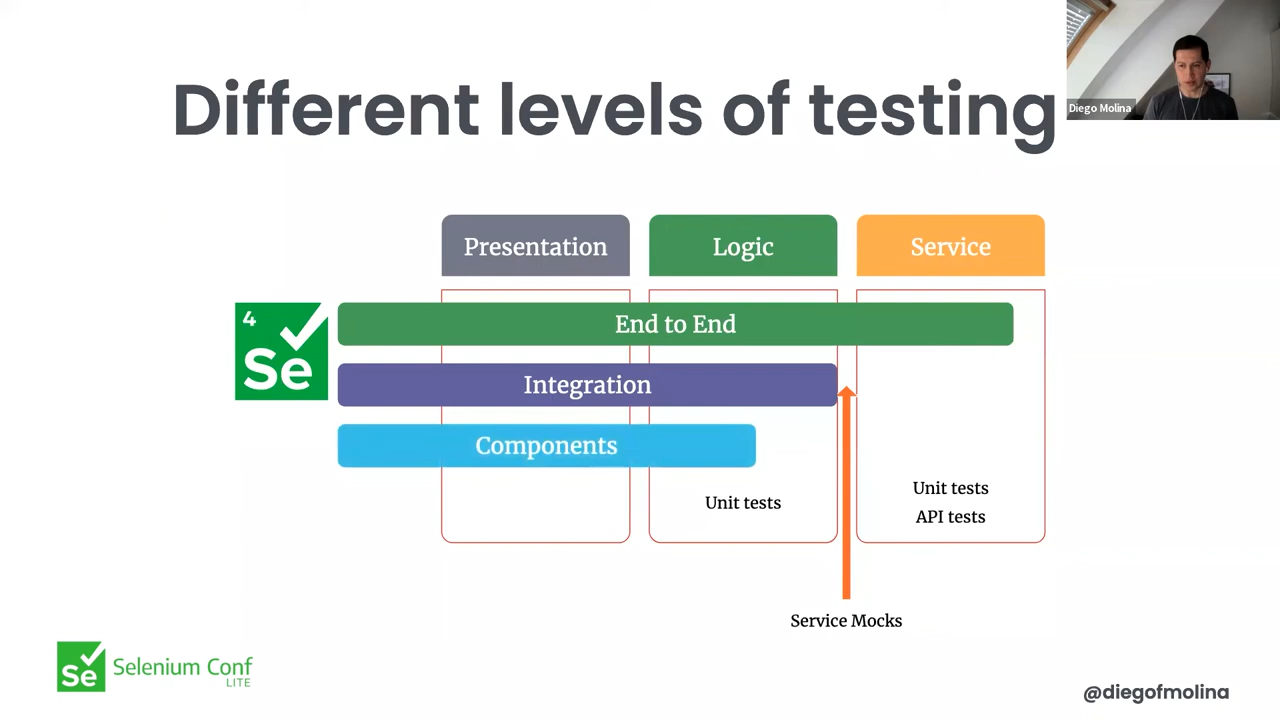 Different levels of testing
Diego Molina
Presentation
Logic
Service
4
Se
End to End
Integration
Components
Unit tests
Unit tests
API tests
Service Mocks
Se
Selenium Conf
LITE
@diegofmolina